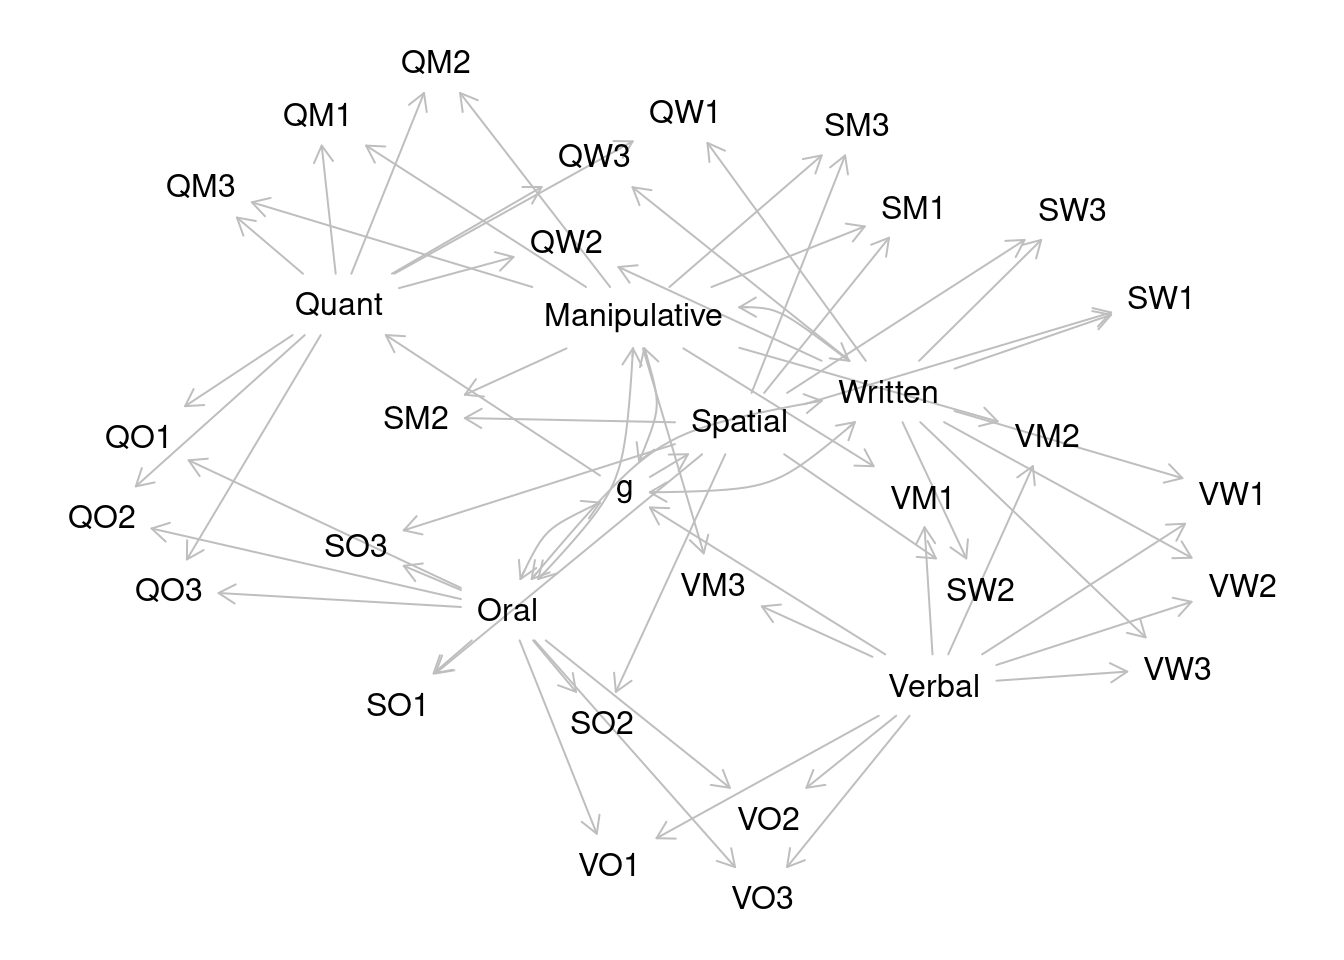 QM2
QM1
QW1
SM3
QW3
QM3
SM1
SW3
QW2
SW1
Quant
Manipulative
Written
SM2
Spatial
QO1
VM2
g
VM1
VW1
QO2
SO3
VM3
VW2
QO3
SW2
Oral
VW3
Verbal
SO1
SO2
VO2
VO1
VO3